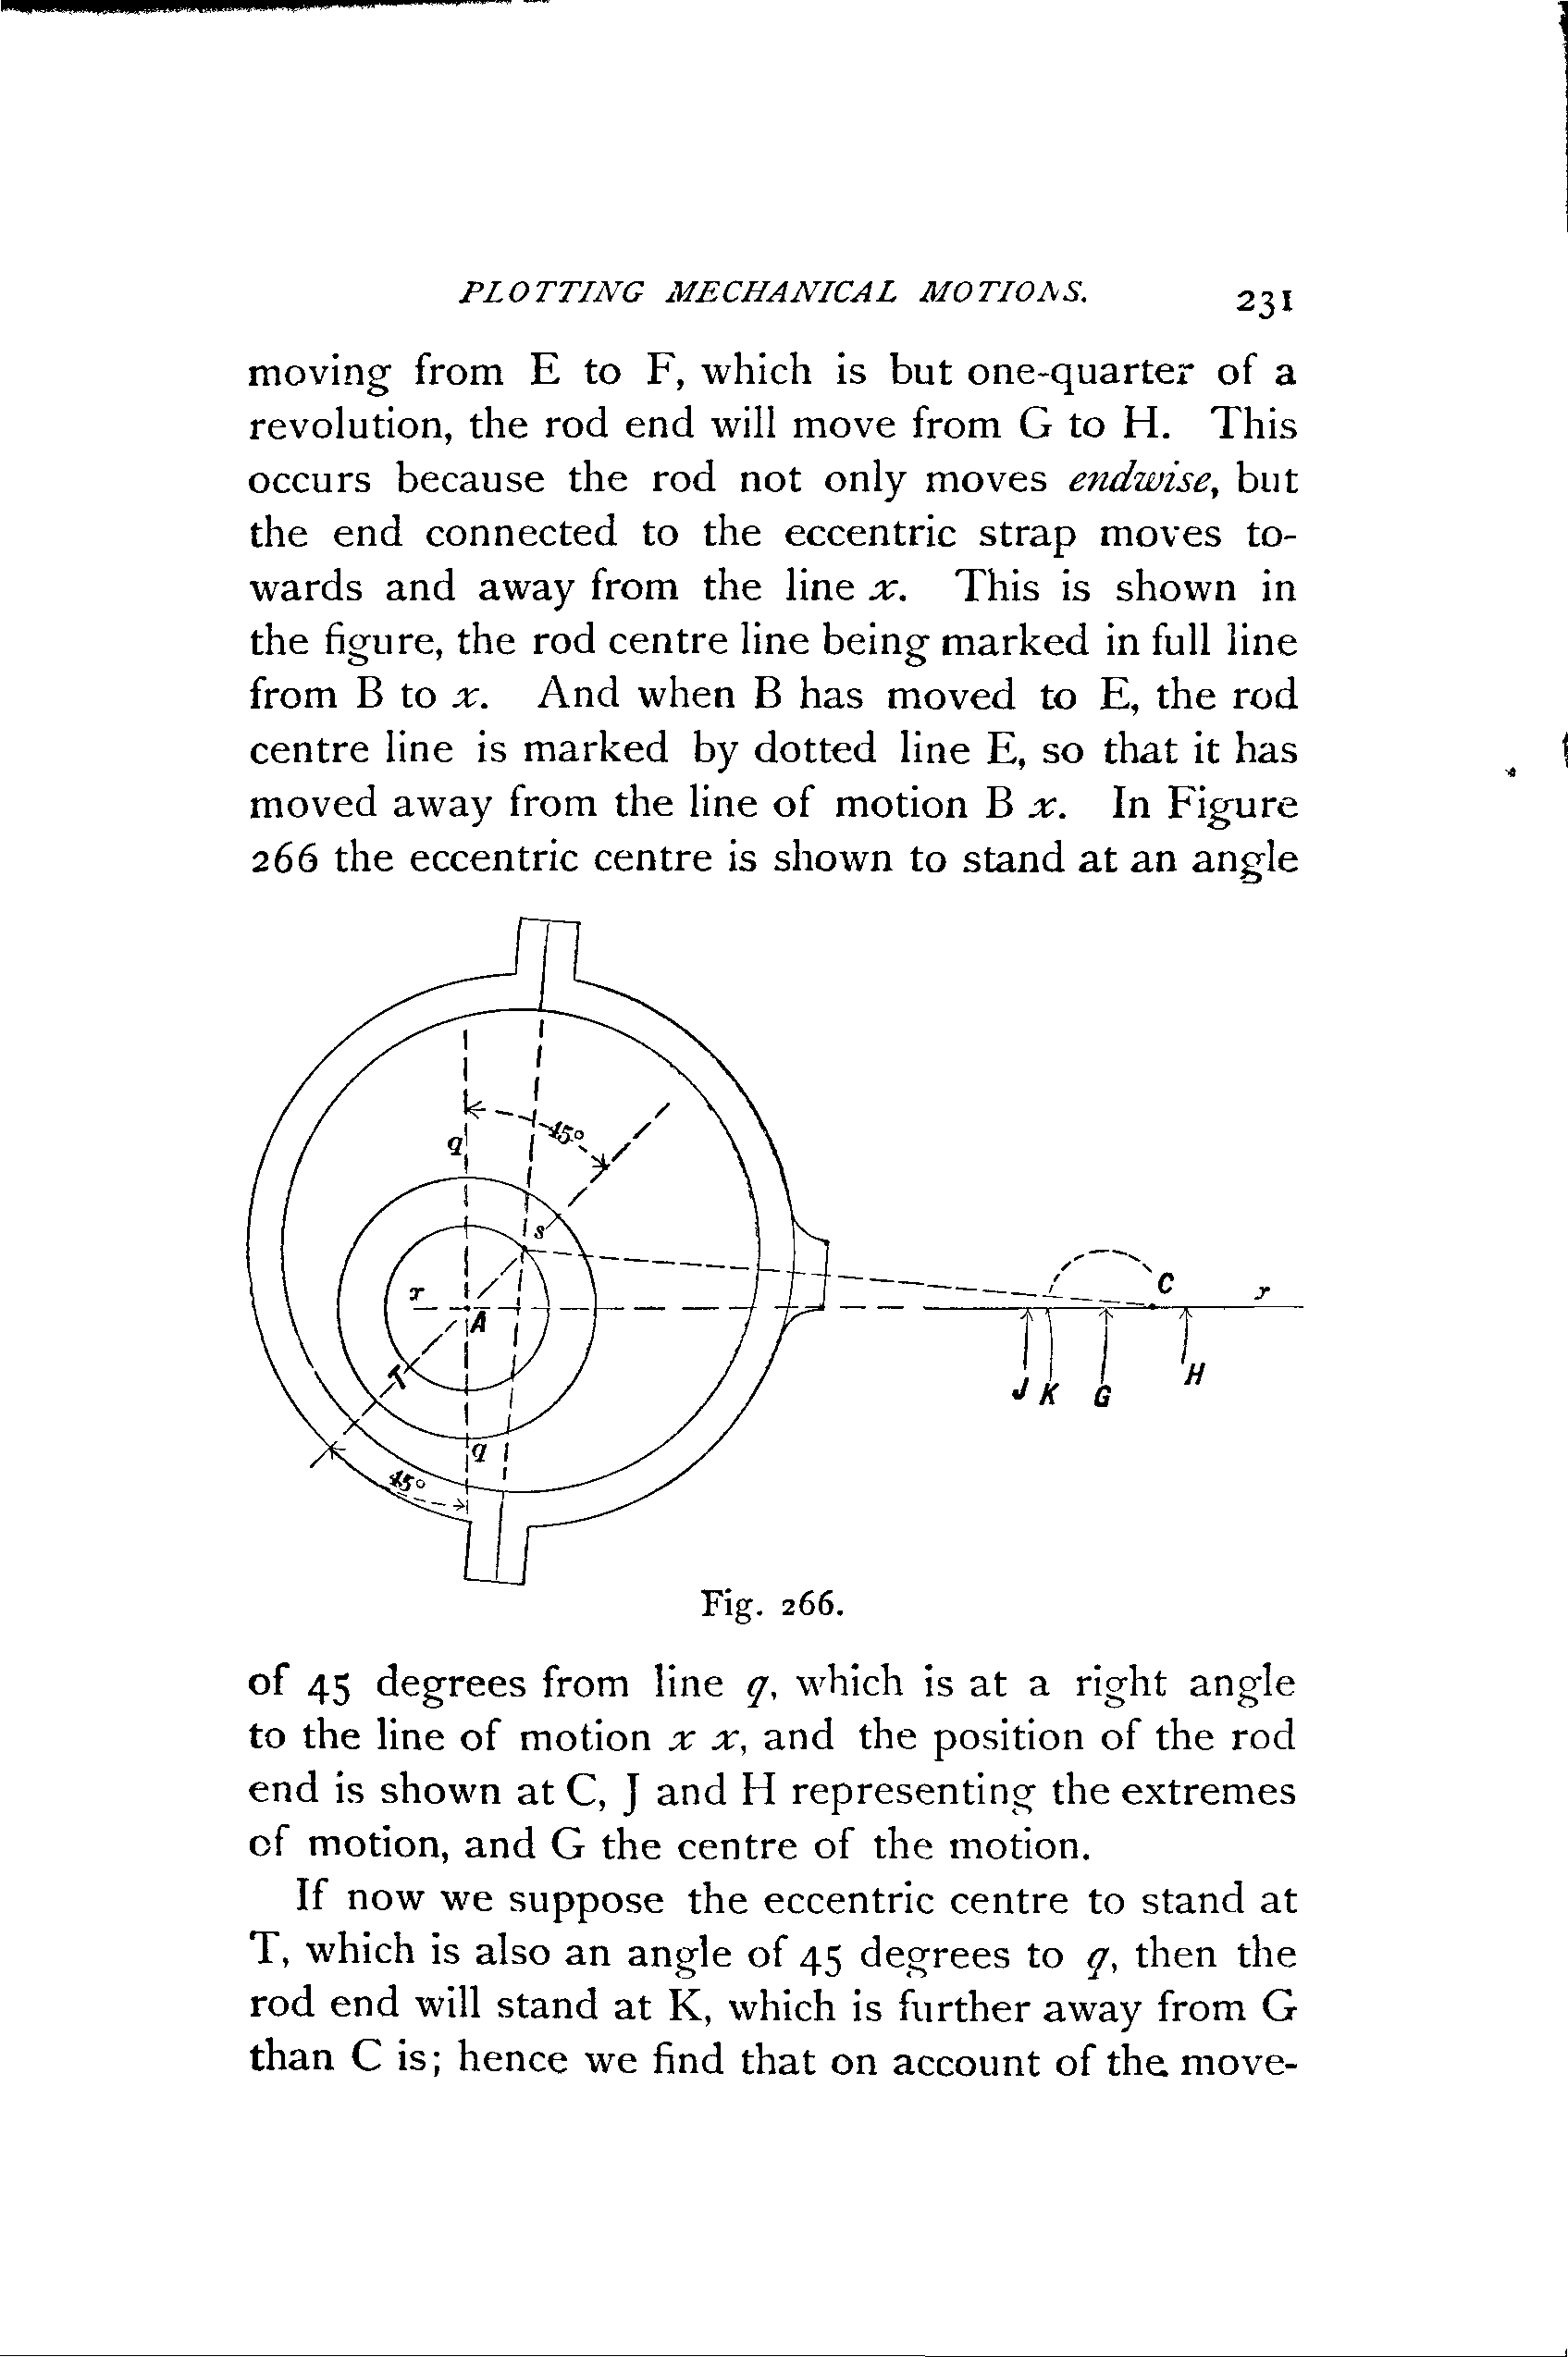 PLOTTING MECHANICAL MOTIONS. 231
moving from E to F, which is but one-quarter of a
revolution, the rod end will move from G to H. This
occurs because the rod not only moves endwise, but
the end connected to the eccentric strap moves to-
wards and away from the line x. This is shown in
the figure, the rod centre line being marked in full line
from B to x. And when B has moved to E, the rod
centre line is marked by dotted line E, so that it has
moved away from the line of motion B x. In Figure
266 the eccentric centre is shown to stand at an angle
45°
q
s
x
A
C
x
T
J K G H
q
45°
Fig. 266.
of 45 degrees from line q, which is at a right angle
to the line of motion x x, and the position of the rod
end is shown at C, J and H representing the extremes
of motion, and G the centre of the motion.
If now we suppose the eccentric centre to stand at
T, which is also an angle of 45 degrees to q, then the
rod end will stand at K, which is further away from G
than C is; hence we find that on account of the move-